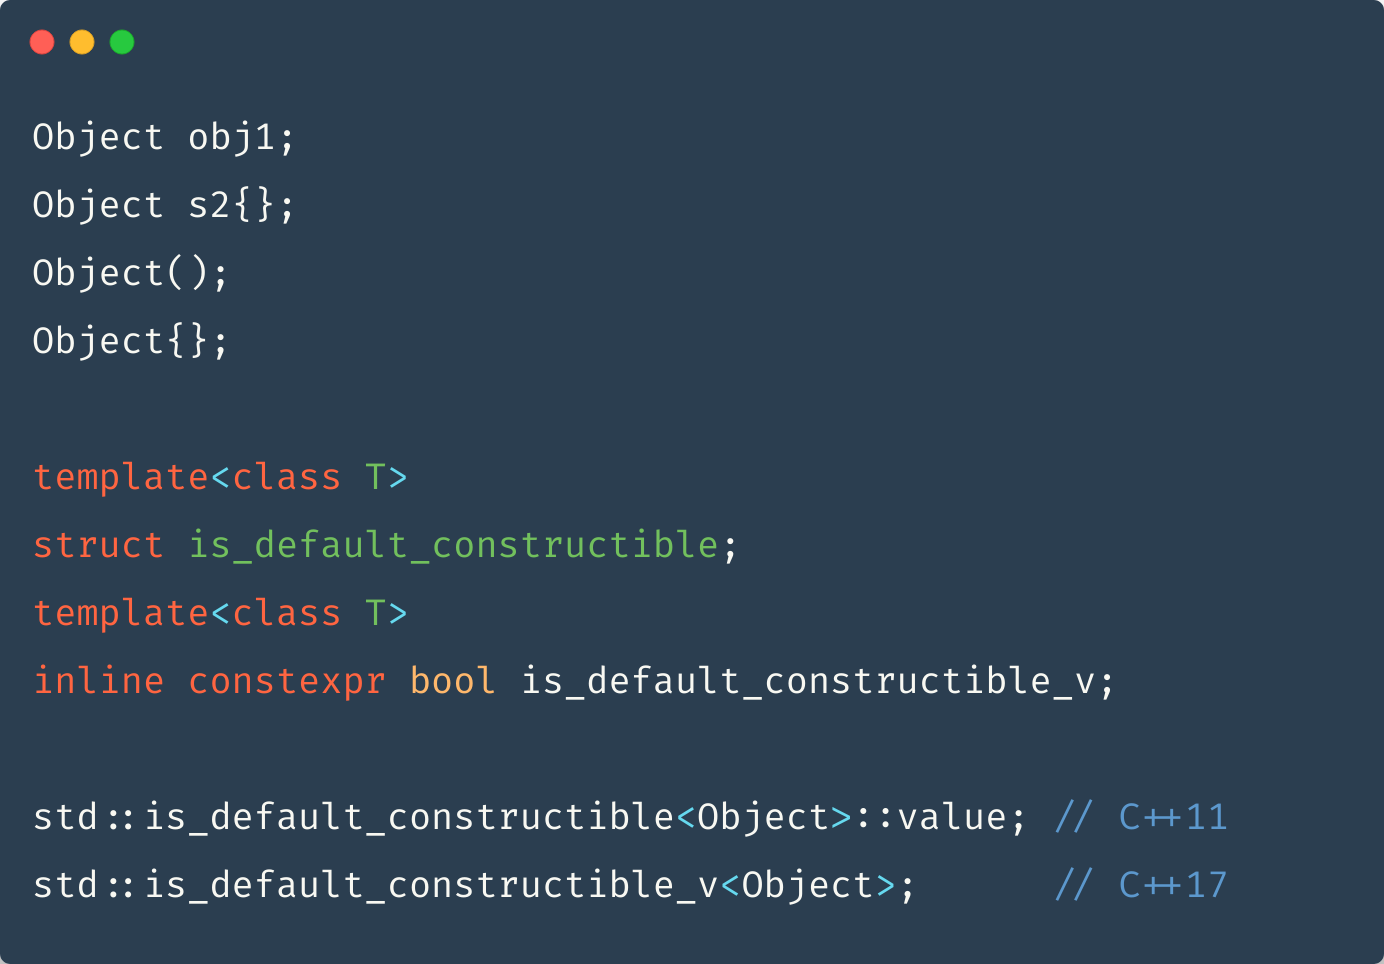 Object obj1;
Object s2{};
Object();
Object{};
template<class T>
struct is_default_constructible;
template<class T>
inline constexpr bool is_default_constructible_v;
std::is_default_constructible<Object>::value; // C++11
std::is_default_constructible_v<Object>;      // C++17